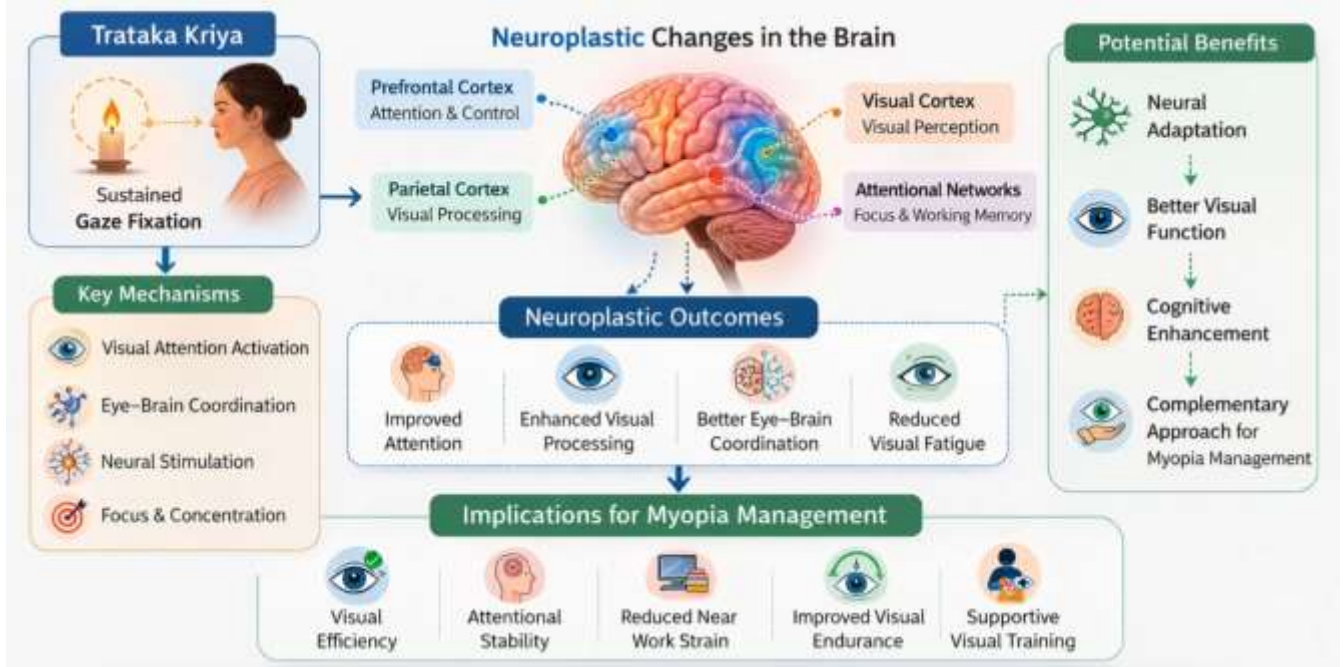 Trataka Kriya
Sustained
Gaze Fixation
Key Mechanisms
Visual Attention Activation
Eye–Brain Coordination
Neural Stimulation
Focus & Concentration
Neuroplastic Changes in the Brain
Prefrontal Cortex
Attention & Control
Parietal Cortex
Visual Processing
Visual Cortex
Visual Perception
Attentional Networks
Focus & Working Memory
Neuroplastic Outcomes
Improved
Attention
Enhanced Visual
Processing
Better Eye–Brain
Coordination
Reduced
Visual Fatigue
Potential Benefits
Neural
Adaptation
Better Visual
Function
Cognitive
Enhancement
Complementary
Approach for
Myopia Management
Implications for Myopia Management
Visual
Efficiency
Attentional
Stability
Reduced Near
Work Strain
Improved Visual
Endurance
Supportive
Visual Training